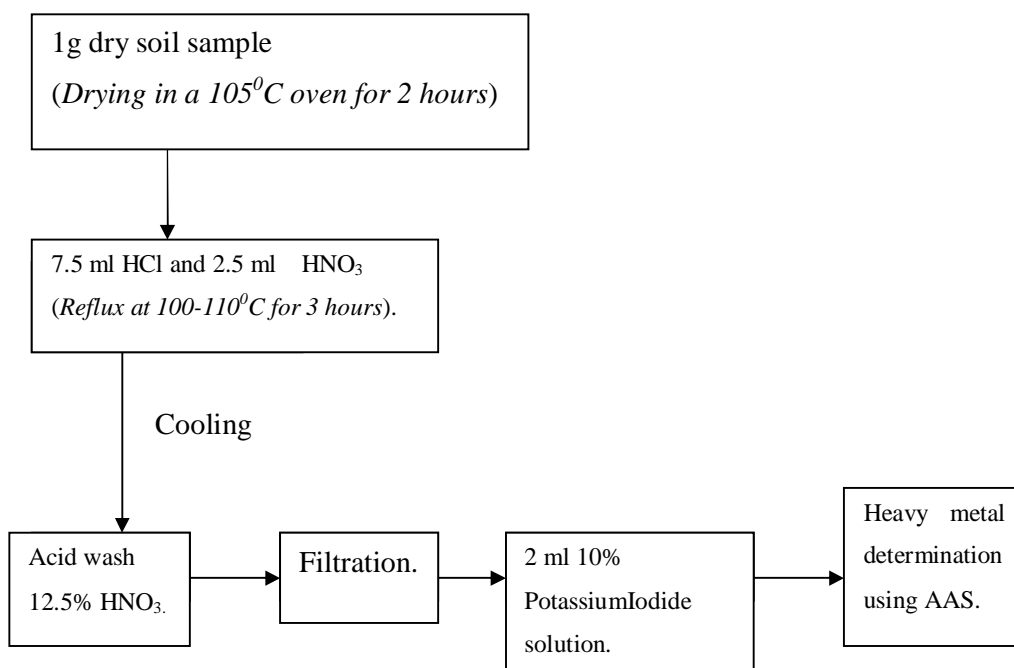 1g dry soil sample
(Drying in a 105⁰C oven for 2 hours)
7.5 ml HCl and 2.5 ml HNO₃
(Reflux at 100-110⁰C for 3 hours).
Cooling
Acid wash
12.5% HNO₃.
Filtration.
2 ml 10%
PotassiumIodide
solution.
Heavy metal
determination
using AAS.